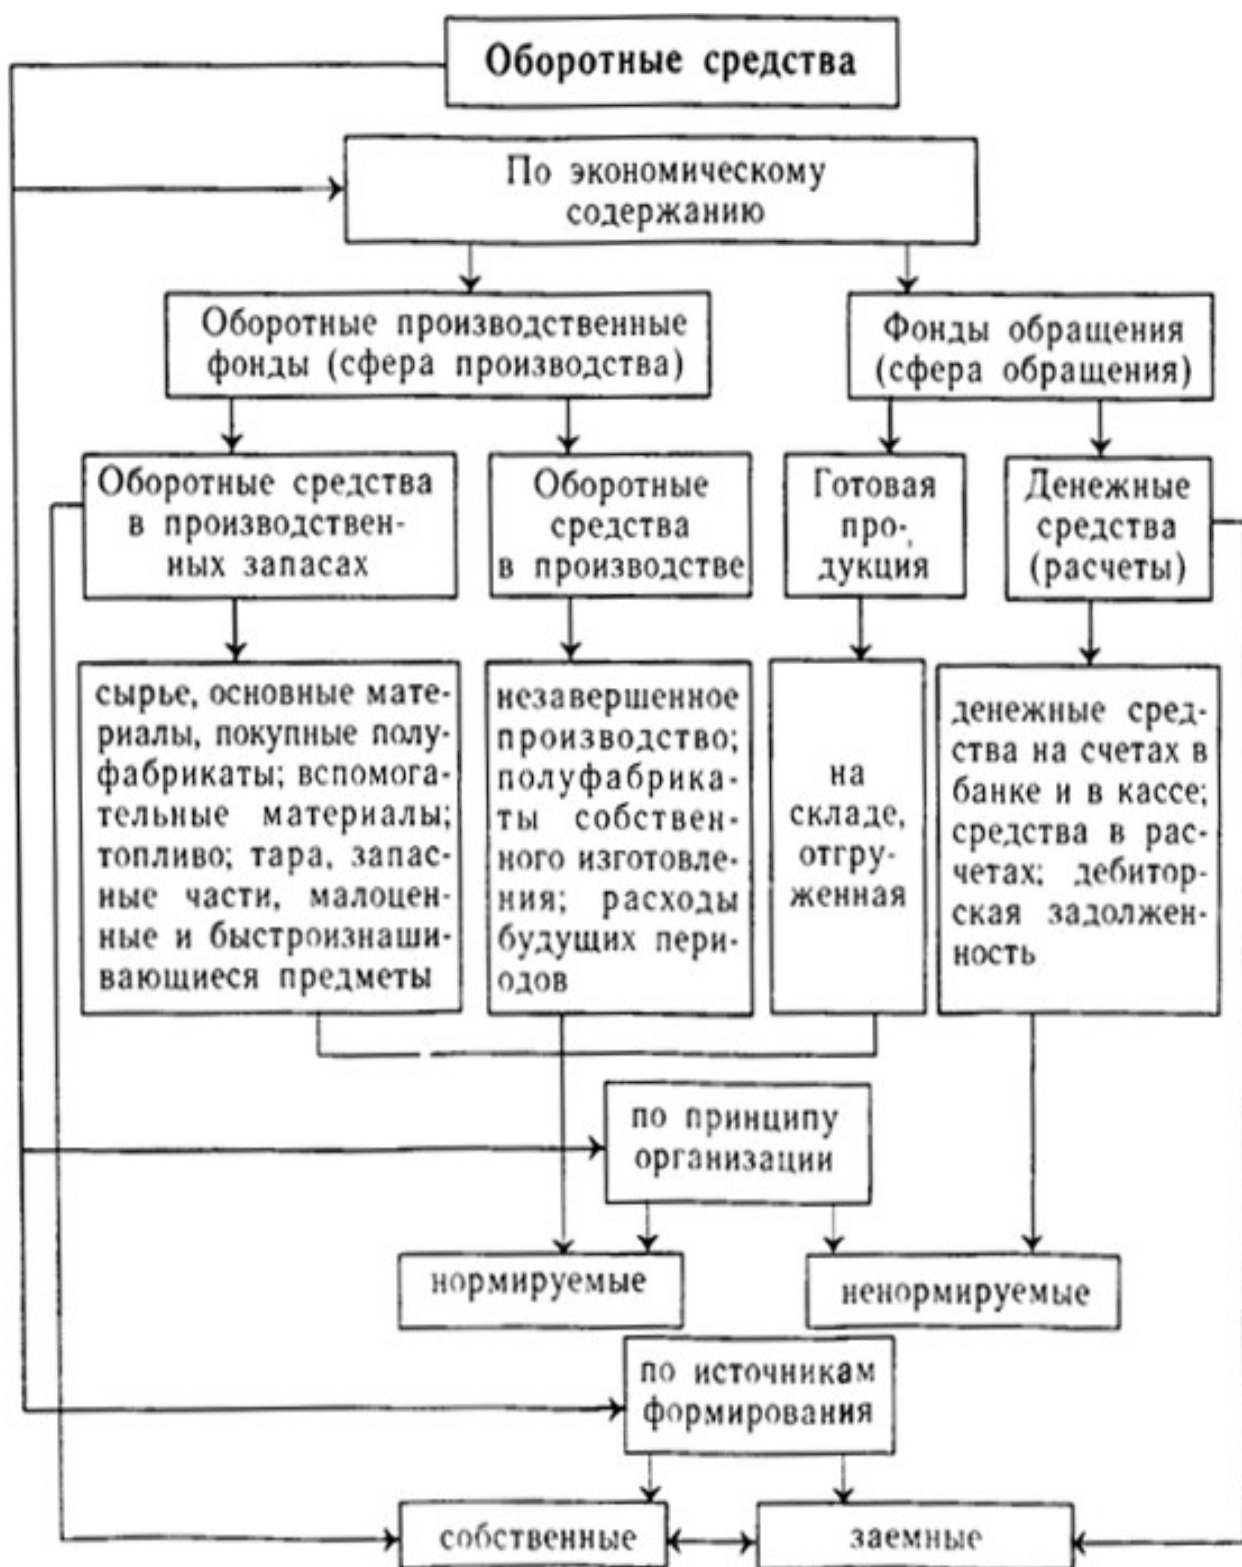 Оборотные средства
По экономическому
содержанию
Оборотные производственные
фонды (сфера производства)
Фонды обращения
(сфера обращения)
Оборотные средства
в производствен-
ных запасах
Оборотные
средства
в производстве
Готовая
про-
дукция
Денежные
средства
(расчеты)
сырье, основные мате-
риалы, покупные полу-
фабрикаты; вспомога-
тельные материалы;
топливо; тара, запас-
ные части, малоцен-
ные и быстроизнаши-
вающиеся предметы
незавершенное
производство;
полуфабрика-
ты собствен-
ного изготовле-
ния; расходы
будущих пери-
одов
на
складе,
отгру-
женная
денежные сред-
ства на счетах в
банке и в кассе;
средства в рас-
четах; дебитор-
ская задолжен-
ность
по принципу
организации
нормируемые
ненормируемые
по источникам
формирования
собственные
заемные